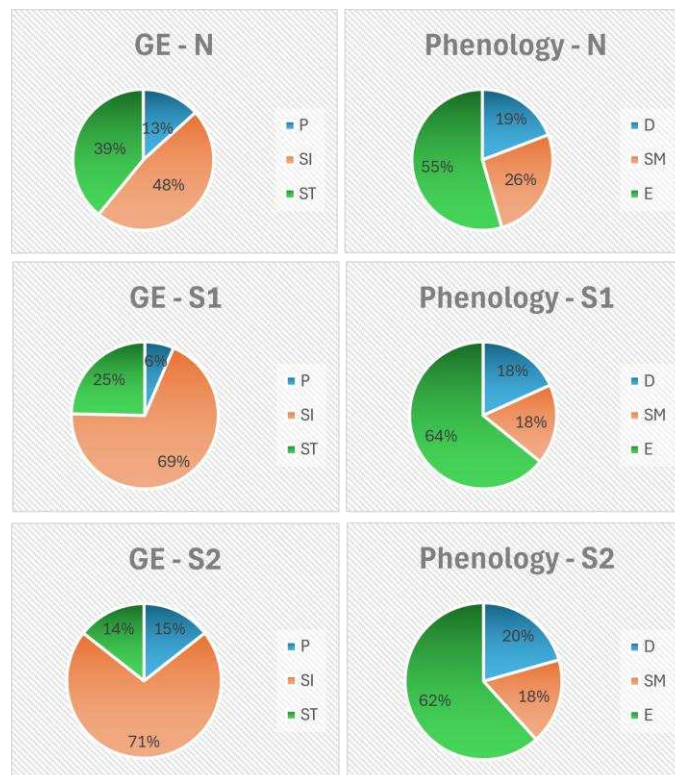 GE - N
13%
48%
39%
P
SI
ST
Phenology - N
19%
26%
55%
D
SM
E
GE - S1
6%
69%
25%
P
SI
ST
Phenology - S1
18%
18%
64%
D
SM
E
GE - S2
15%
71%
14%
P
SI
ST
Phenology - S2
20%
18%
62%
D
SM
E